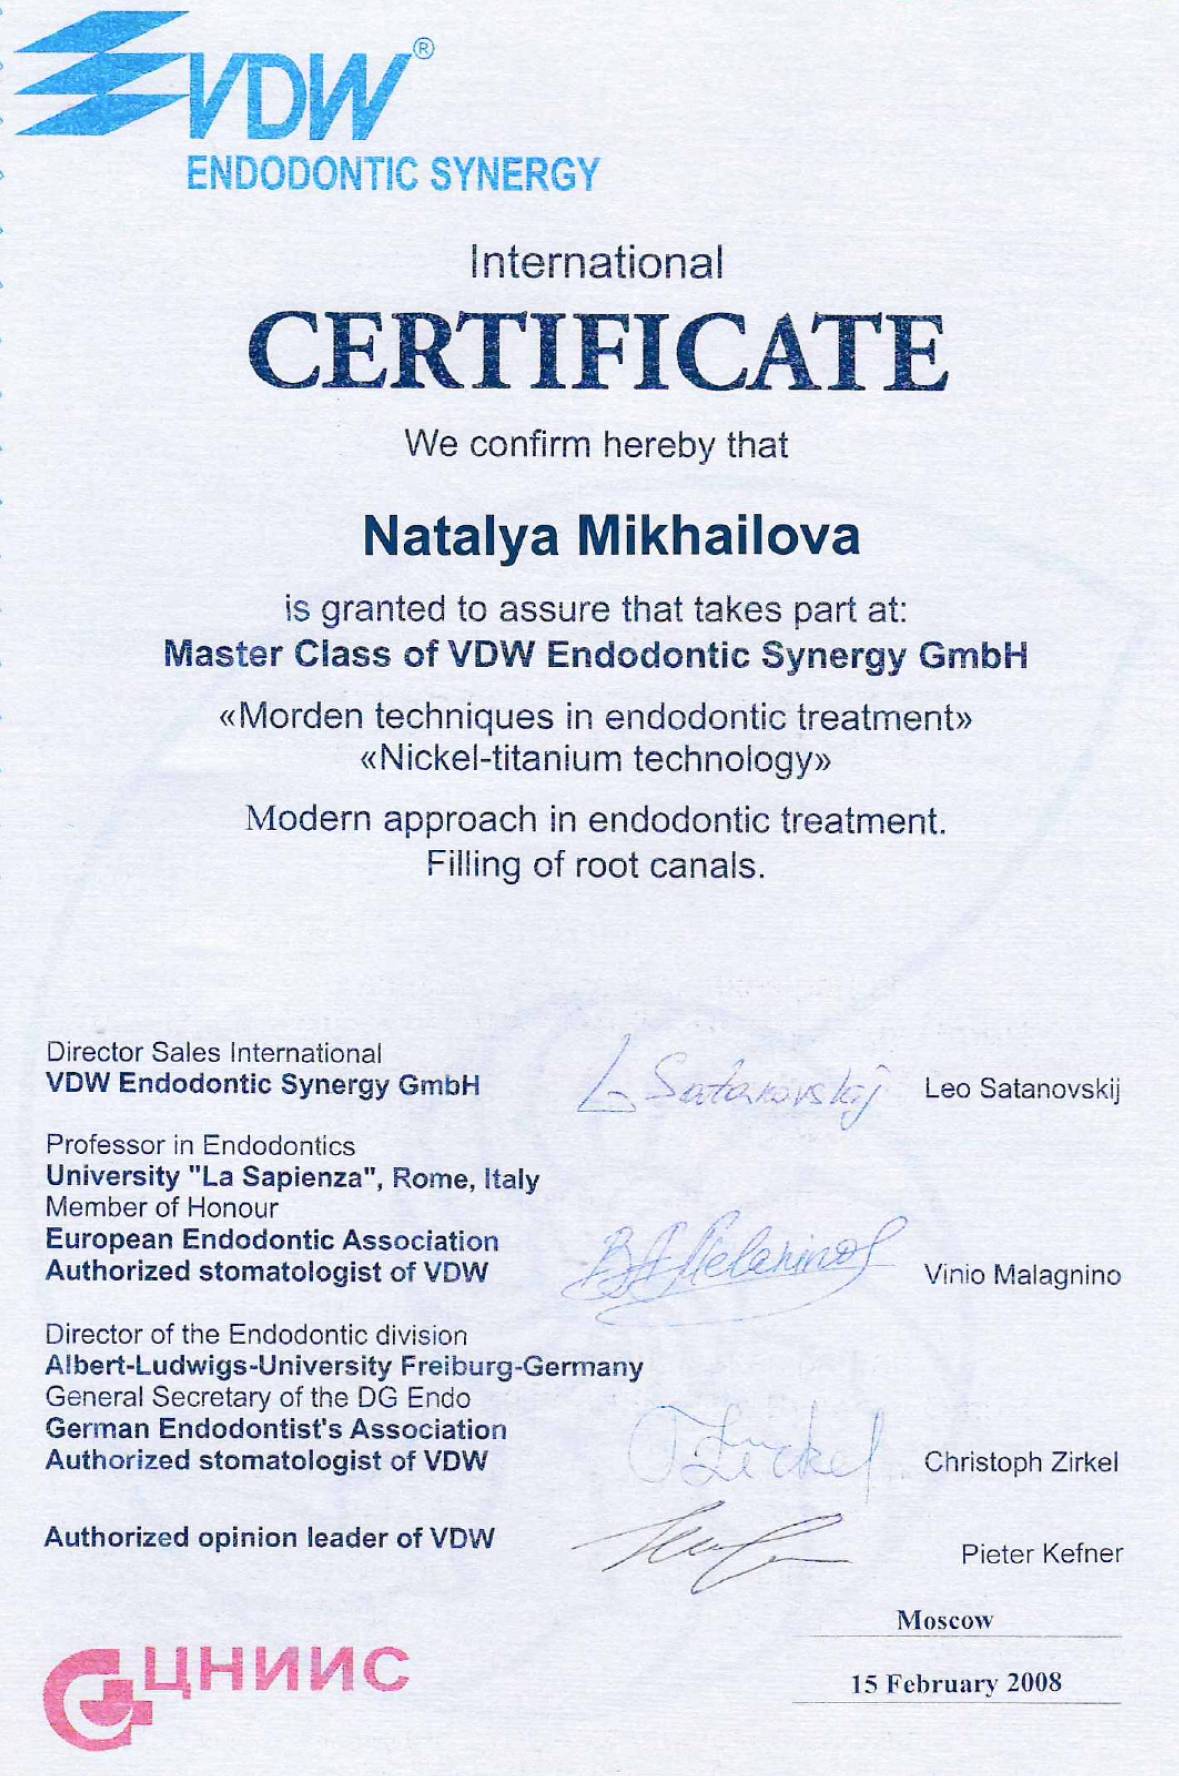 VDW®
ENDODONTIC SYNERGY
International
CERTIFICATE
We confirm hereby that
Natalya Mikhailova
is granted to assure that takes part at:
Master Class of VDW Endodontic Synergy GmbH
«Morden techniques in endodontic treatment»
«Nickel-titanium technology»
Modern approach in endodontic treatment.
Filling of root canals.
Director Sales International
VDW Endodontic Synergy GmbH
L Satanovskij Leo Satanovskij
Professor in Endodontics
University "La Sapienza", Rome, Italy
Member of Honour
European Endodontic Association
Authorized stomatologist of VDW
Vinio Malagnino
Director of the Endodontic division
Albert-Ludwigs-University Freiburg-Germany
General Secretary of the DG Endo
German Endodontist's Association
Authorized stomatologist of VDW
Zirkel Christoph Zirkel
Authorized opinion leader of VDW
Pieter Kefner
Moscow
15 February 2008
ЦНИИС